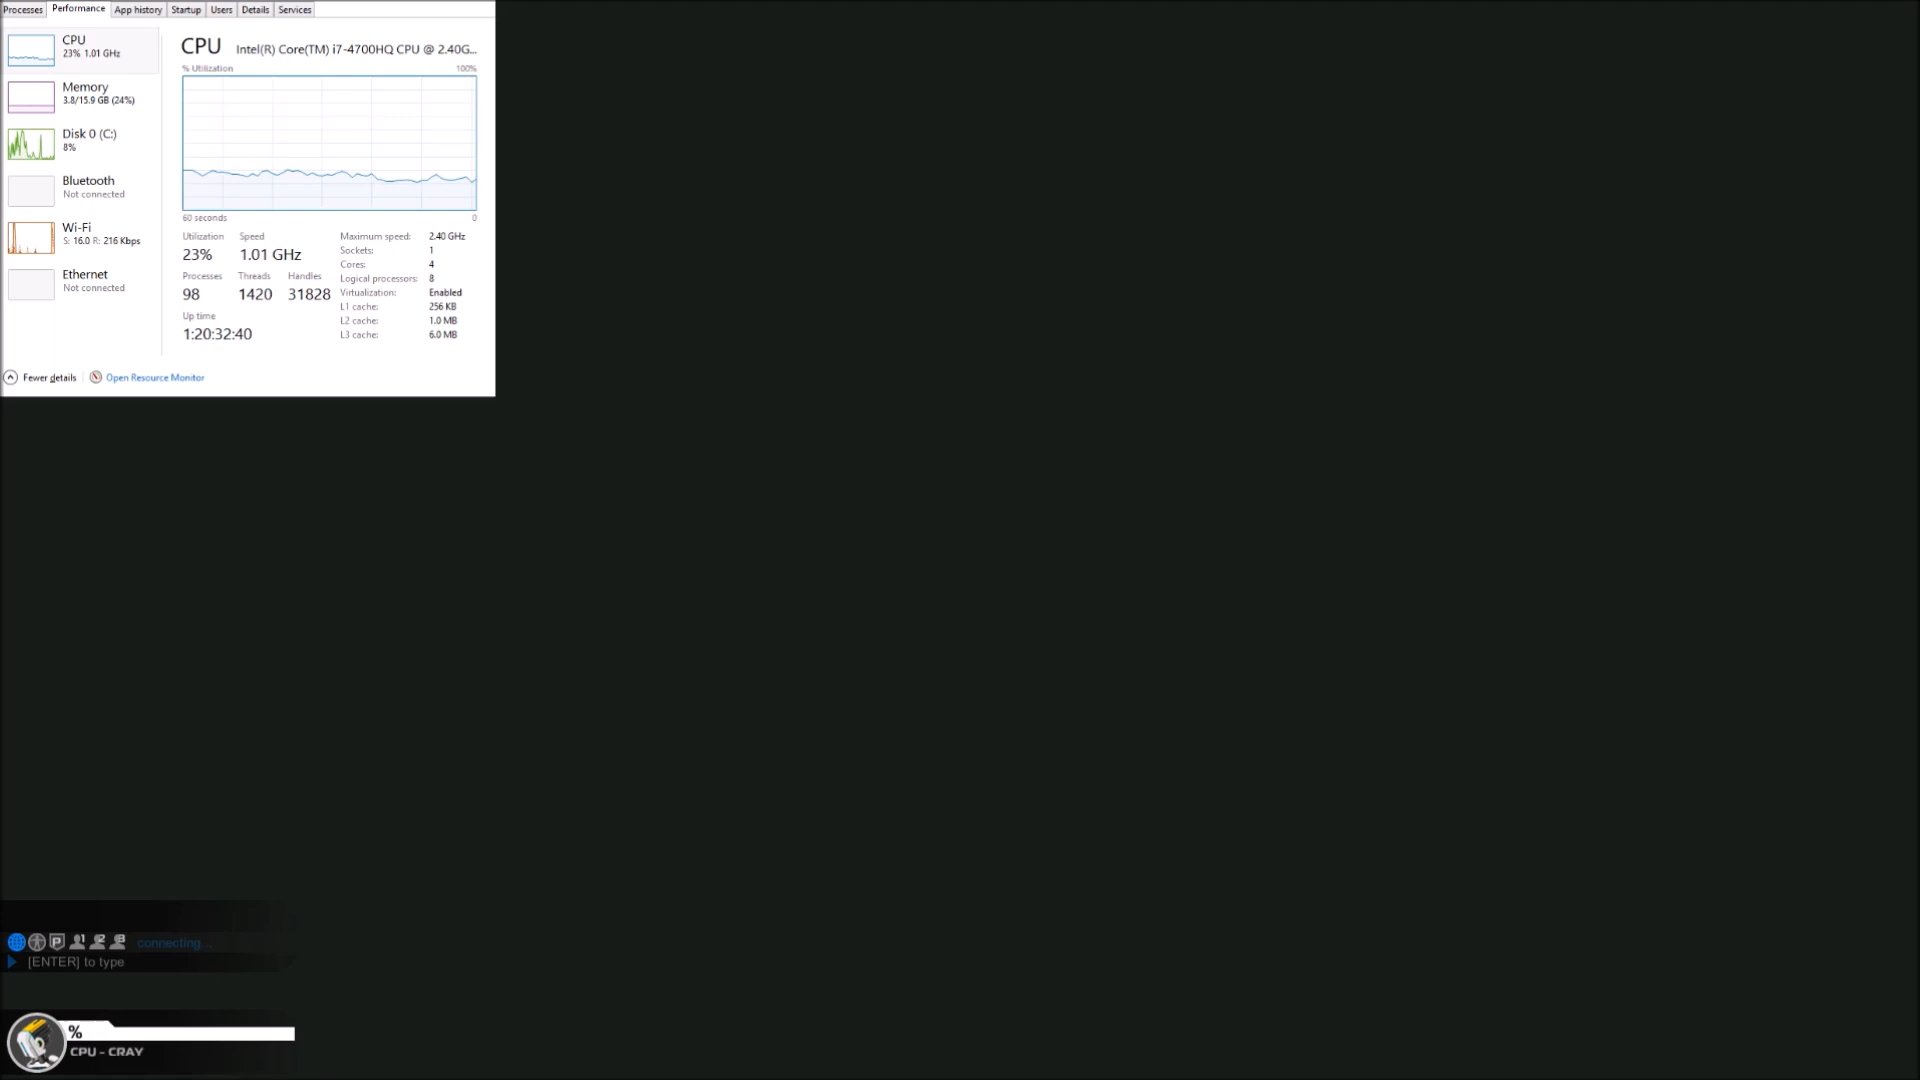 Processes Performance App history Startup Users Details Services
CPU
23% 1.01 GHz
Memory
3.8/15.9 GB (24%)
Disk 0 (C:)
8%
Bluetooth
Not connected
Wi-Fi
S: 16.0 R: 216 Kbps
Ethernet
Not connected
CPU Intel(R) Core(TM) i7-4700HQ CPU @ 2.40G...
% Utilization 100%
60 seconds 0
Utilization Speed
23% 1.01 GHz
Processes Threads Handles
98 1420 31828
Up time
1:20:32:40
Maximum speed: 2.40 GHz
Sockets: 1
Cores: 4
Logical processors: 8
Virtualization: Enabled
L1 cache: 256 KB
L2 cache: 1.0 MB
L3 cache: 6.0 MB
Fewer details Open Resource Monitor
P 1 2 3 connecting...
[ENTER] to type
%
CPU - CRAY